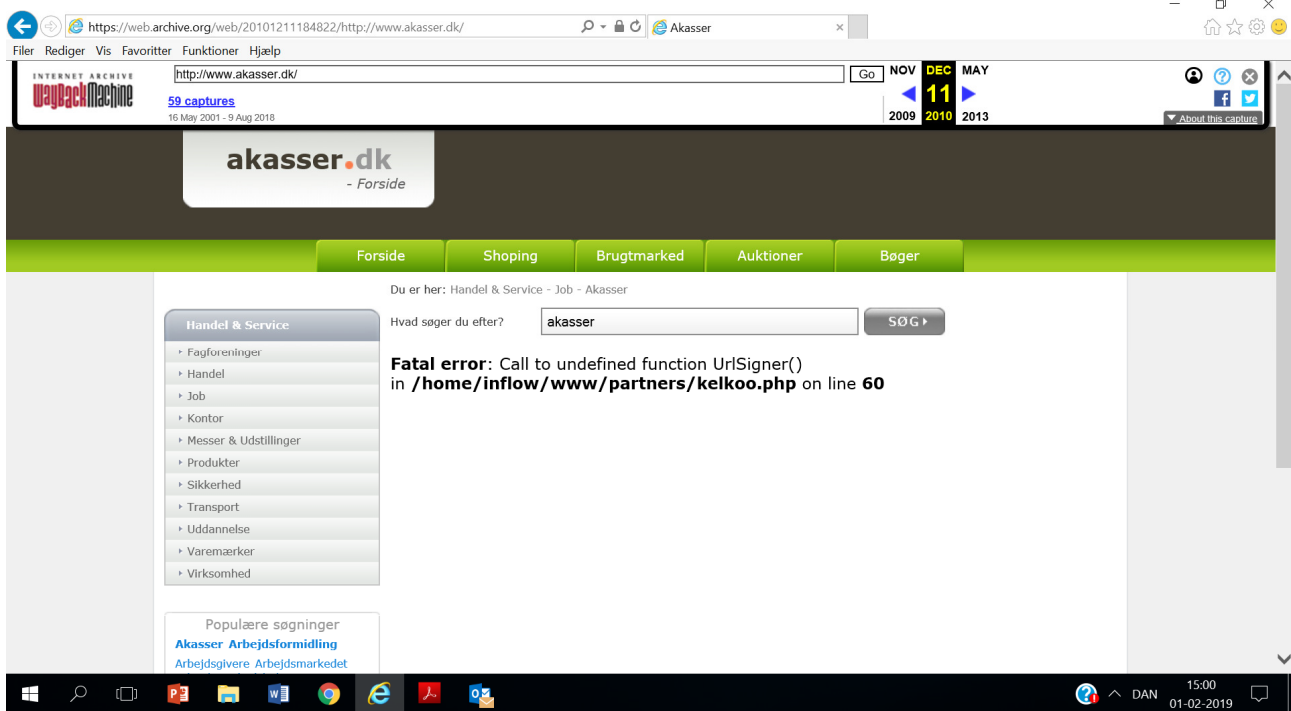 https://web.archive.org/web/20101211184822/http://www.akasser.dk/
Akasser
Filer Rediger Vis Favoritter Funktioner Hjælp
INTERNET ARCHIVE
WayBackMachine
http://www.akasser.dk/
Go
NOV DEC MAY
59 captures
11
16 May 2001 - 9 Aug 2018
2009 2010 2013
About this capture
akasser.dk
- Forside
Forside Shoping Brugtmarked Auktioner Bøger
Du er her: Handel & Service - Job - Akasser
Hvad søger du efter? akasser SØG
Handel & Service
Fagforeninger
Handel
Job
Kontor
Messer & Udstillinger
Produkter
Sikkerhed
Transport
Uddannelse
Varemærker
Virksomhed
Fatal error: Call to undefined function UrlSigner()
in /home/inflow/www/partners/kelkoo.php on line 60
Populære søgninger
Akasser Arbejdsformidling
Arbejdsgivere Arbejdsmarkedet
DAN
15:00
01-02-2019